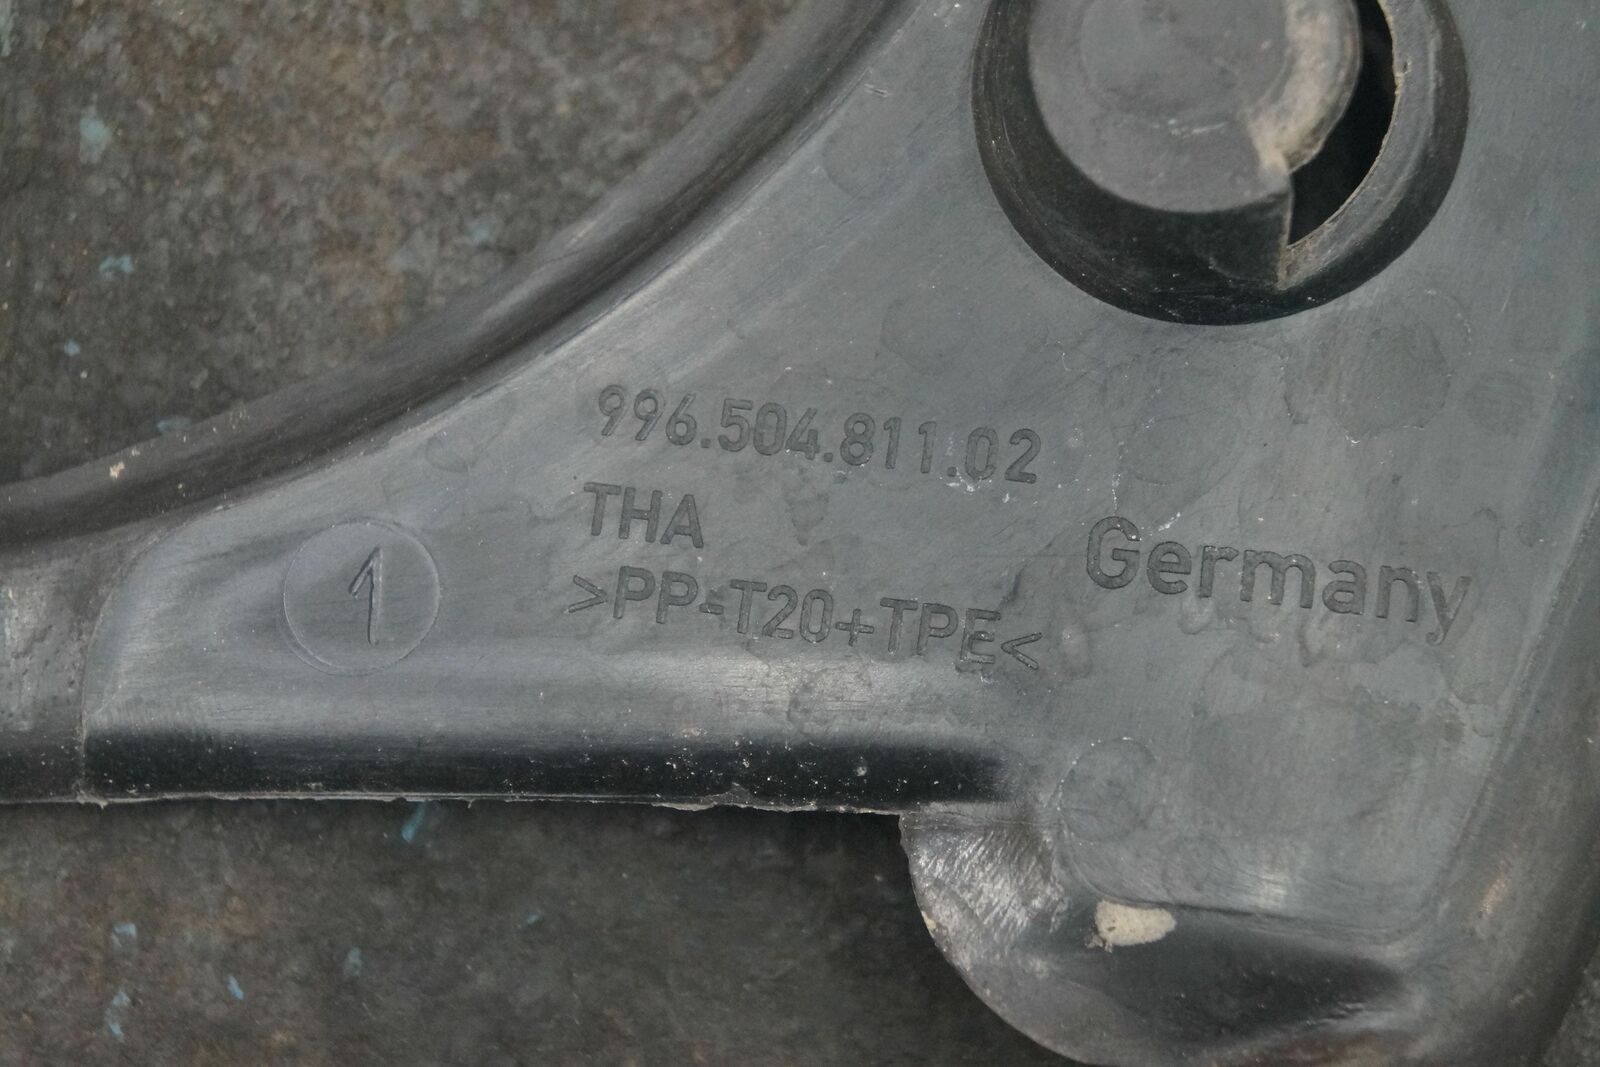 996.504.811.02
THA
>PP-T20+TPE<
Germany
1